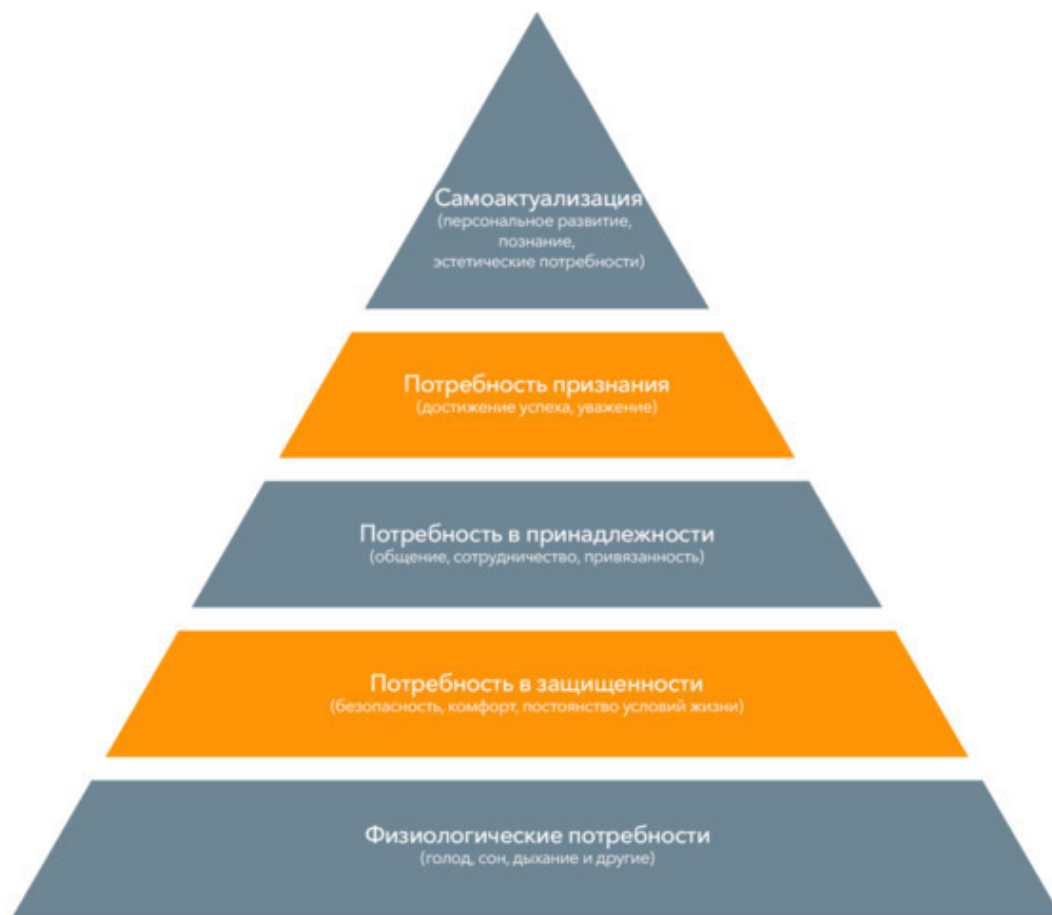 Самоактуализация
(персональное развитие,
познание,
эстетические потребности)
Потребность признания
(достижение успеха, уважение)
Потребность в принадлежности
(общение, сотрудничество, привязанность)
Потребность в защищенности
(безопасность, комфорт, постоянство условий жизни)
Физиологические потребности
(голод, сон, дыхание и другие)